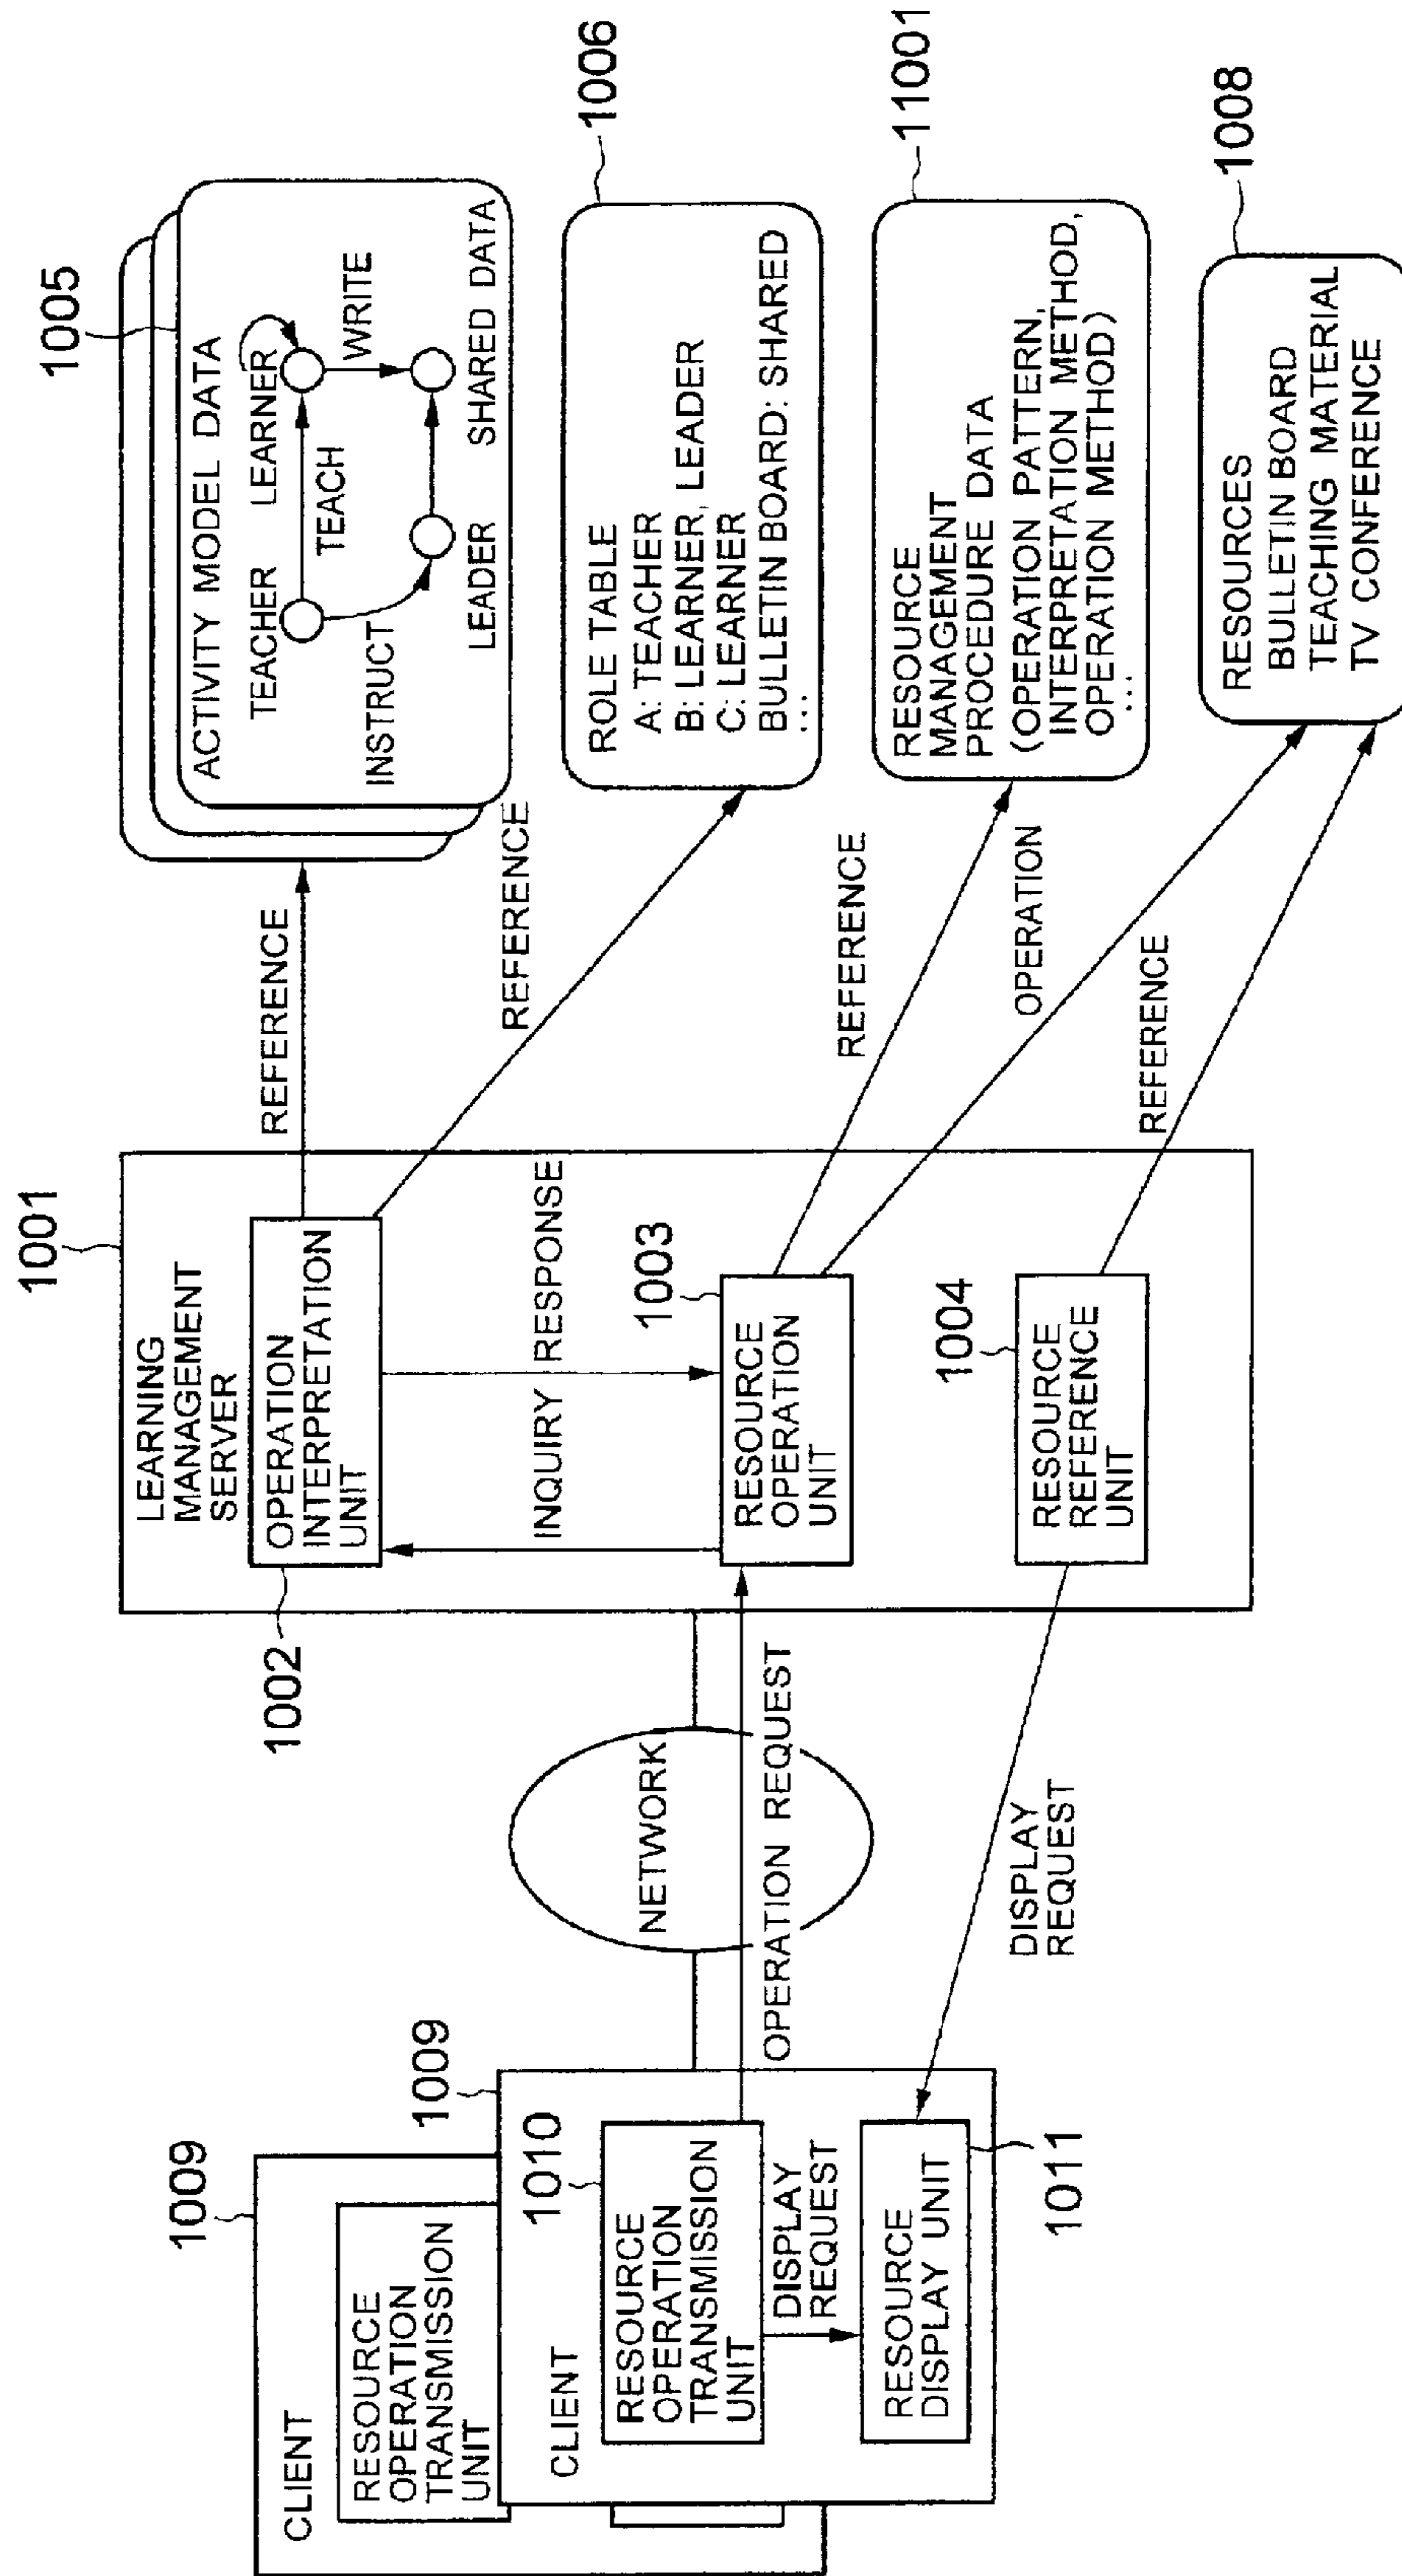 1009
CLIENT
RESOURCE
OPERATION
TRANSMISSION
UNIT
1009
CLIENT
1010
RESOURCE
OPERATION
TRANSMISSION
UNIT
DISPLAY
REQUEST
RESOURCE
DISPLAY UNIT
1011
NETWORK
OPERATION REQUEST
DISPLAY
REQUEST
1001
LEARNING
MANAGEMENT
SERVER
1002
OPERATION
INTERPRETATION
UNIT
INQUIRY
RESPONSE
1003
RESOURCE
OPERATION
UNIT
1004
RESOURCE
REFERENCE
UNIT
REFERENCE
REFERENCE
REFERENCE
OPERATION
REFERENCE
1005
ACTIVITY MODEL DATA
TEACHER
LEARNER
TEACH
WRITE
INSTRUCT
LEADER
SHARED DATA
1006
ROLE TABLE
A: TEACHER
B: LEARNER, LEADER
C: LEARNER
BULLETIN BOARD: SHARED
...
11001
RESOURCE
MANAGEMENT
PROCEDURE DATA
(OPERATION PATTERN,
INTERPRETATION METHOD,
OPERATION METHOD)
...
1008
RESOURCES
BULLETIN BOARD
TEACHING MATERIAL
TV CONFERENCE